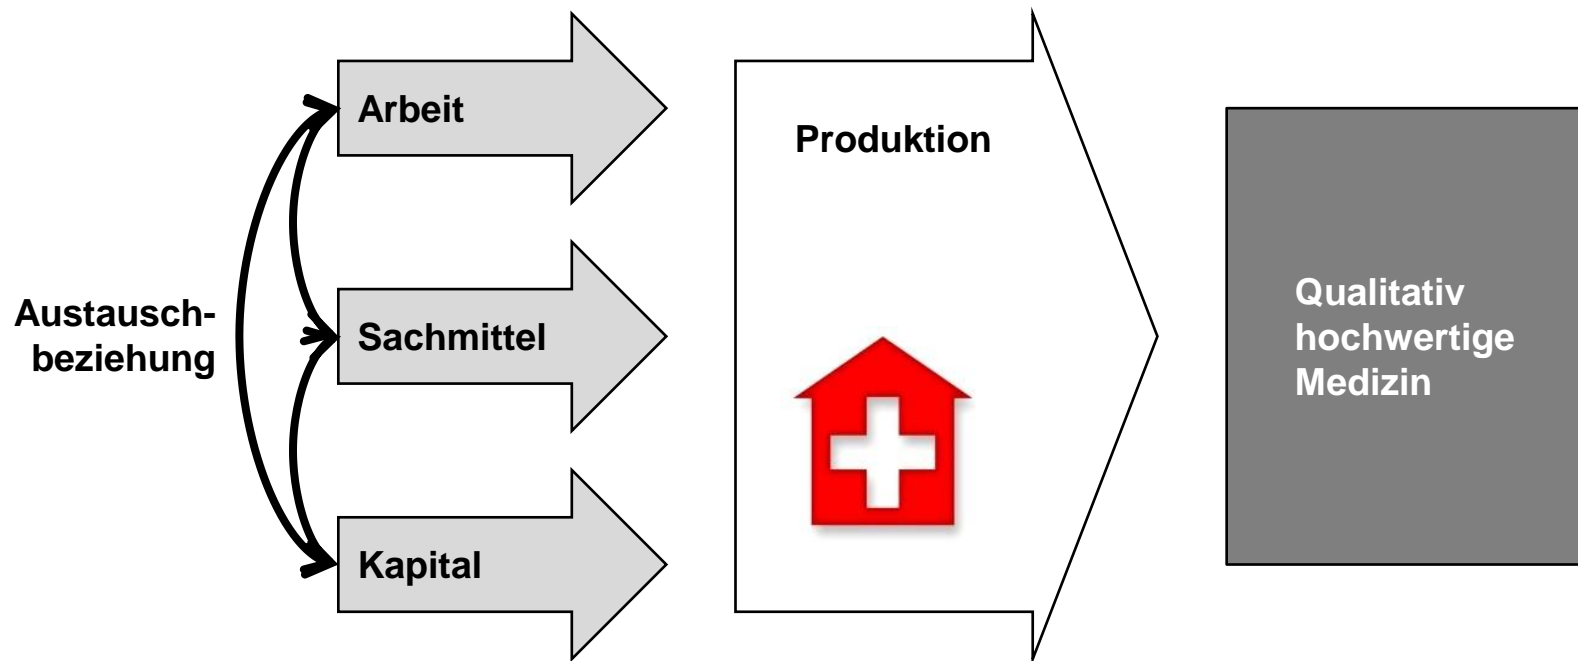 Arbeit
Produktion
Austausch-
beziehung
Sachmittel
Qualitativ
hochwertige
Medizin
Kapital